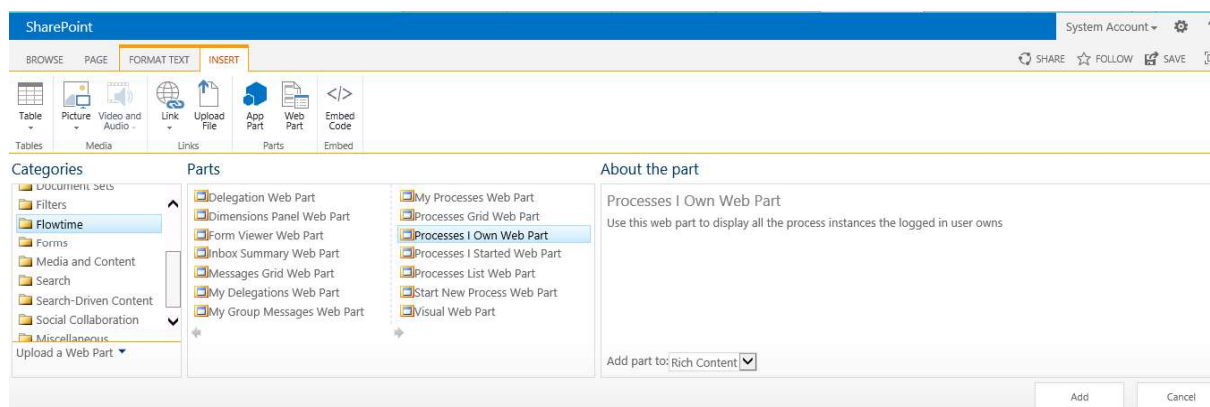 SharePoint
System Account
BROWSE PAGE FORMAT TEXT INSERT
SHARE FOLLOW SAVE
Table Picture Video and Audio Link Upload File App Part Web Part Embed Code
Tables Media Links Parts Embed
Categories
Document Sets
Filters
Flowtime
Forms
Media and Content
Search
Search-Driven Content
Social Collaboration
Miscellaneous
Upload a Web Part
Parts
Delegation Web Part
Dimensions Panel Web Part
Form Viewer Web Part
Inbox Summary Web Part
Messages Grid Web Part
My Delegations Web Part
My Group Messages Web Part
My Processes Web Part
Processes Grid Web Part
Processes I Own Web Part
Processes I Started Web Part
Processes List Web Part
Start New Process Web Part
Visual Web Part
About the part
Processes I Own Web Part
Use this web part to display all the process instances the logged in user owns
Add part to: Rich Content
Add Cancel